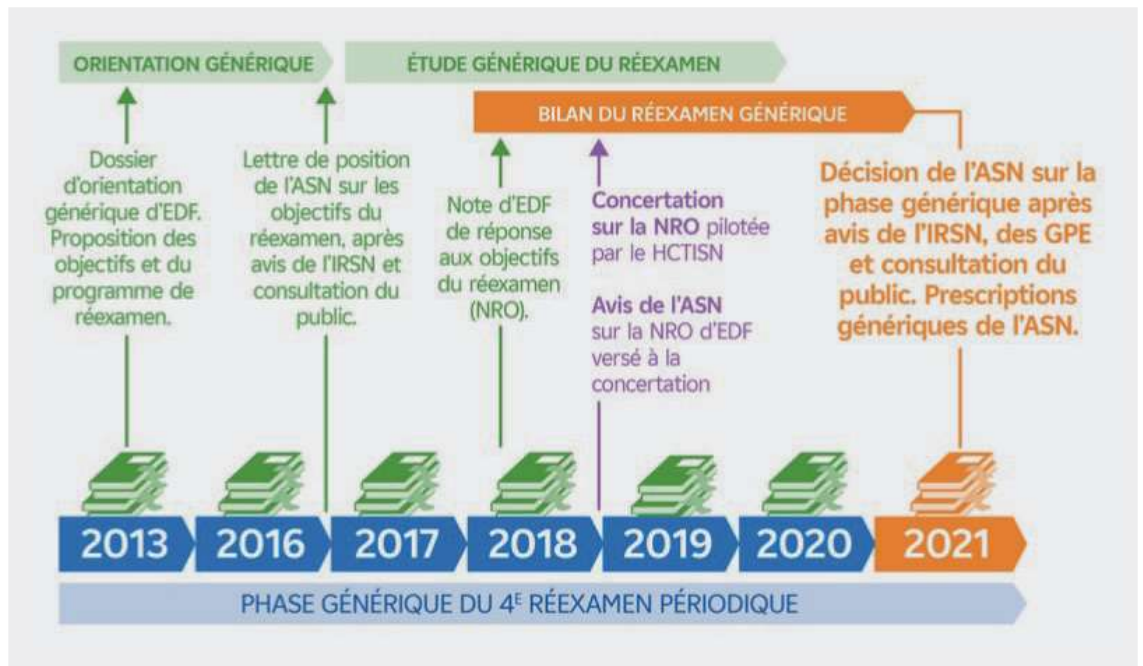 ORIENTATION GÉNÉRIQUE
ÉTUDE GÉNÉRIQUE DU RÉEXAMEN
BILAN DU RÉEXAMEN GÉNÉRIQUE
Dossier
d'orientation
générique d'EDF.
Proposition des
objectifs et du
programme de
réexamen.
Lettre de position
de l'ASN sur les
objectifs du
réexamen, après
avis de l'IRSN et
consultation du
public.
Note d'EDF
de réponse
aux objectifs
du réexamen
(NRO).
Concertation
sur la NRO pilotée
par le HCTISN
Avis de l'ASN
sur la NRO d'EDF
versé à la
concertation
Décision de l'ASN sur la
phase générique après
avis de l'IRSN, des GPE
et consultation du
public. Prescriptions
génériques de l'ASN.
2013
2016
2017
2018
2019
2020
2021
PHASE GÉNÉRIQUE DU 4E RÉEXAMEN PÉRIODIQUE